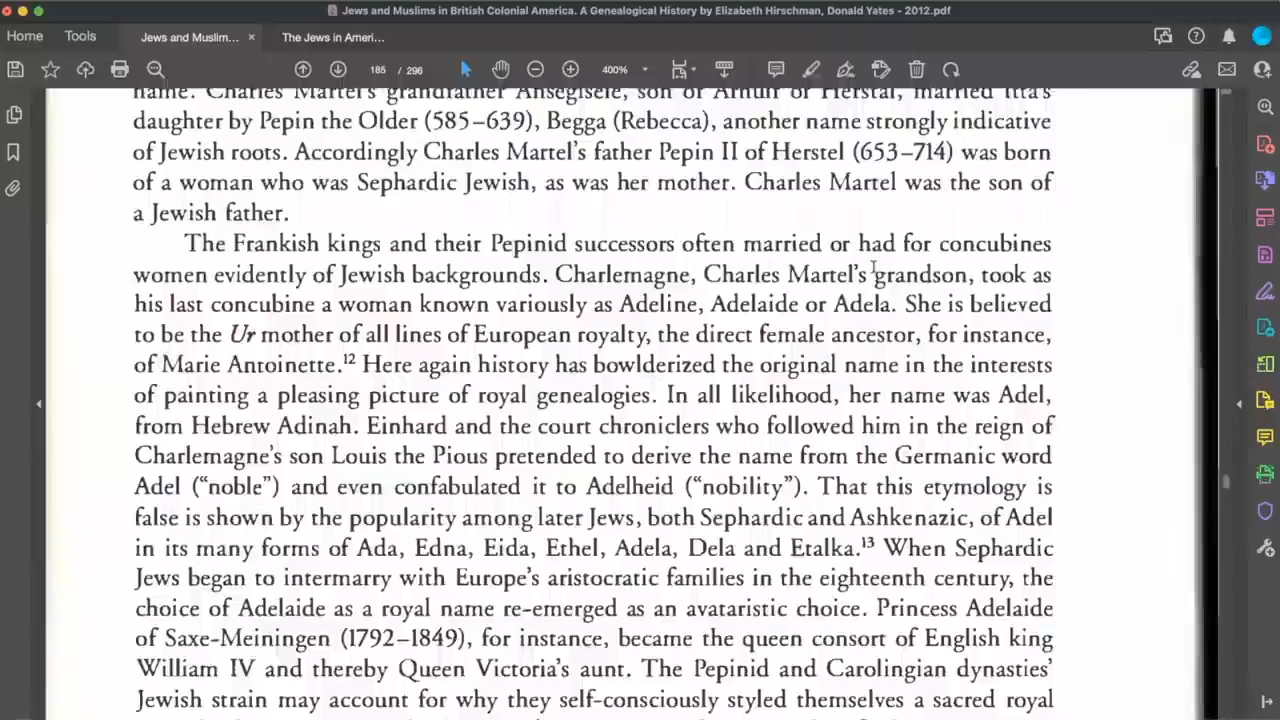 Jews and Muslims in British Colonial America. A Genealogical History by Elizabeth Hirschman, Donald Yates - 2012.pdf
Home Tools Jews and Muslim... × The Jews in Ameri...
185 / 296 400%
name. Charles Martel's grandfather Ansegisele, son of Arnulf of Herstal, married Itta's
daughter by Pepin the Older (585–639), Begga (Rebecca), another name strongly indicative
of Jewish roots. Accordingly Charles Martel's father Pepin II of Herstel (653–714) was born
of a woman who was Sephardic Jewish, as was her mother. Charles Martel was the son of
a Jewish father.
The Frankish kings and their Pepinid successors often married or had for concubines
women evidently of Jewish backgrounds. Charlemagne, Charles Martel's grandson, took as
his last concubine a woman known variously as Adeline, Adelaide or Adela. She is believed
to be the Ur mother of all lines of European royalty, the direct female ancestor, for instance,
of Marie Antoinette.¹² Here again history has bowlderized the original name in the interests
of painting a pleasing picture of royal genealogies. In all likelihood, her name was Adel,
from Hebrew Adinah. Einhard and the court chroniclers who followed him in the reign of
Charlemagne's son Louis the Pious pretended to derive the name from the Germanic word
Adel ("noble") and even confabulated it to Adelheid ("nobility"). That this etymology is
false is shown by the popularity among later Jews, both Sephardic and Ashkenazic, of Adel
in its many forms of Ada, Edna, Eida, Ethel, Adela, Dela and Etalka.¹³ When Sephardic
Jews began to intermarry with Europe's aristocratic families in the eighteenth century, the
choice of Adelaide as a royal name re-emerged as an avataristic choice. Princess Adelaide
of Saxe-Meiningen (1792–1849), for instance, became the queen consort of English king
William IV and thereby Queen Victoria's aunt. The Pepinid and Carolingian dynasties'
Jewish strain may account for why they self-consciously styled themselves a sacred royal